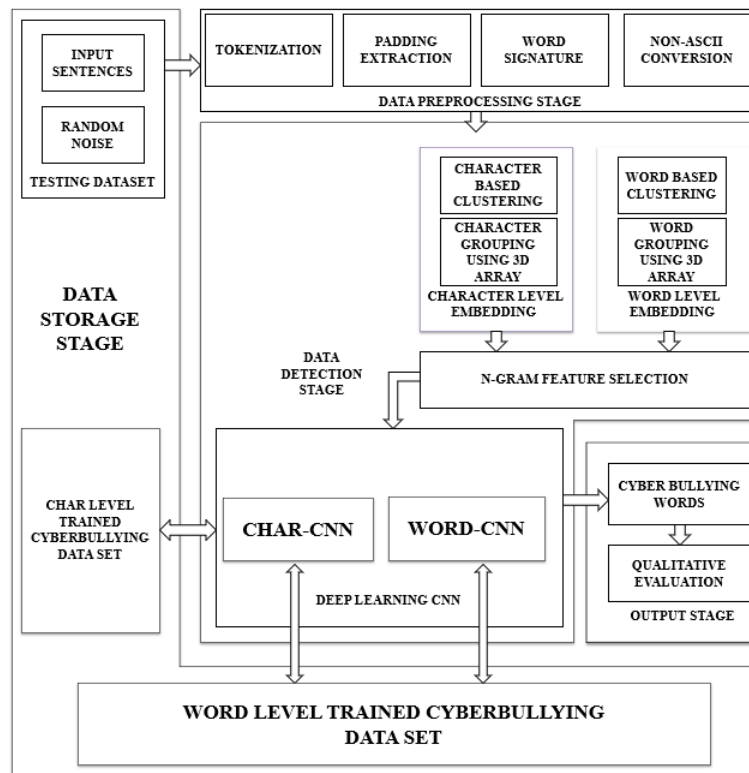 INPUT
SENTENCES
RANDOM
NOISE
TESTING DATASET
TOKENIZATION
PADDING
EXTRACTION
WORD
SIGNATURE
NON-ASCII
CONVERSION
DATA PREPROCESSING STAGE
CHARACTER
BASED
CLUSTERING
CHARACTER
GROUPING
USING 3D
ARRAY
CHARACTER LEVEL
EMBEDDING
WORD BASED
CLUSTERING
WORD
GROUPING
USING 3D
ARRAY
WORD LEVEL
EMBEDDING
DATA
STORAGE
STAGE
DATA
DETECTION
STAGE
N-GRAM FEATURE SELECTION
CHAR LEVEL
TRAINED
CYBERBULLYING
DATA SET
CHAR-CNN
WORD-CNN
DEEP LEARNING CNN
CYBER BULLYING
WORDS
QUALITATIVE
EVALUATION
OUTPUT STAGE
WORD LEVEL TRAINED CYBERBULLYING
DATA SET